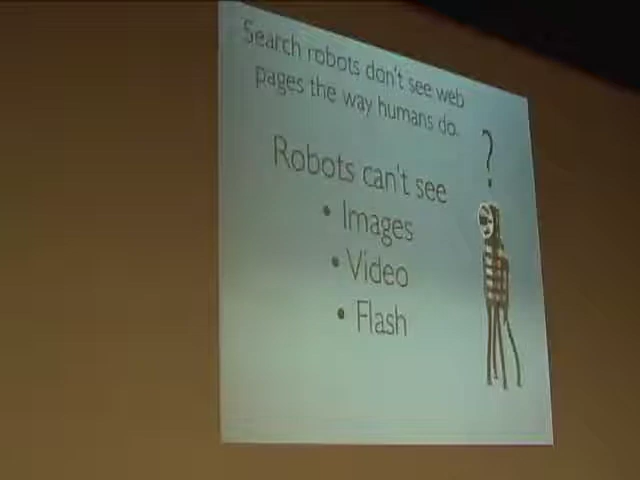 Search robots don't see web
pages the way humans do.
?
Robots can't see
• Images
• Video
• Flash